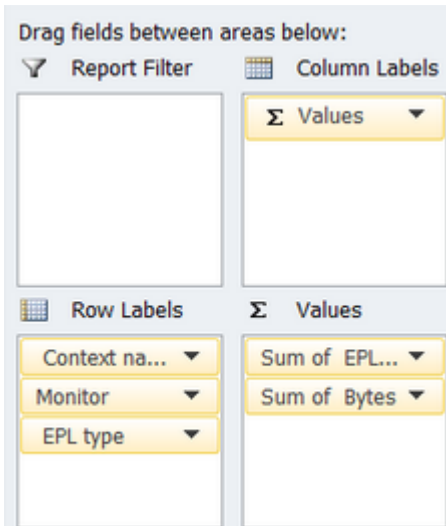 Drag fields between areas below:
Report Filter
Column Labels
Σ Values
Row Labels
Σ Values
Context na...
Monitor
EPL type
Sum of EPL...
Sum of Bytes